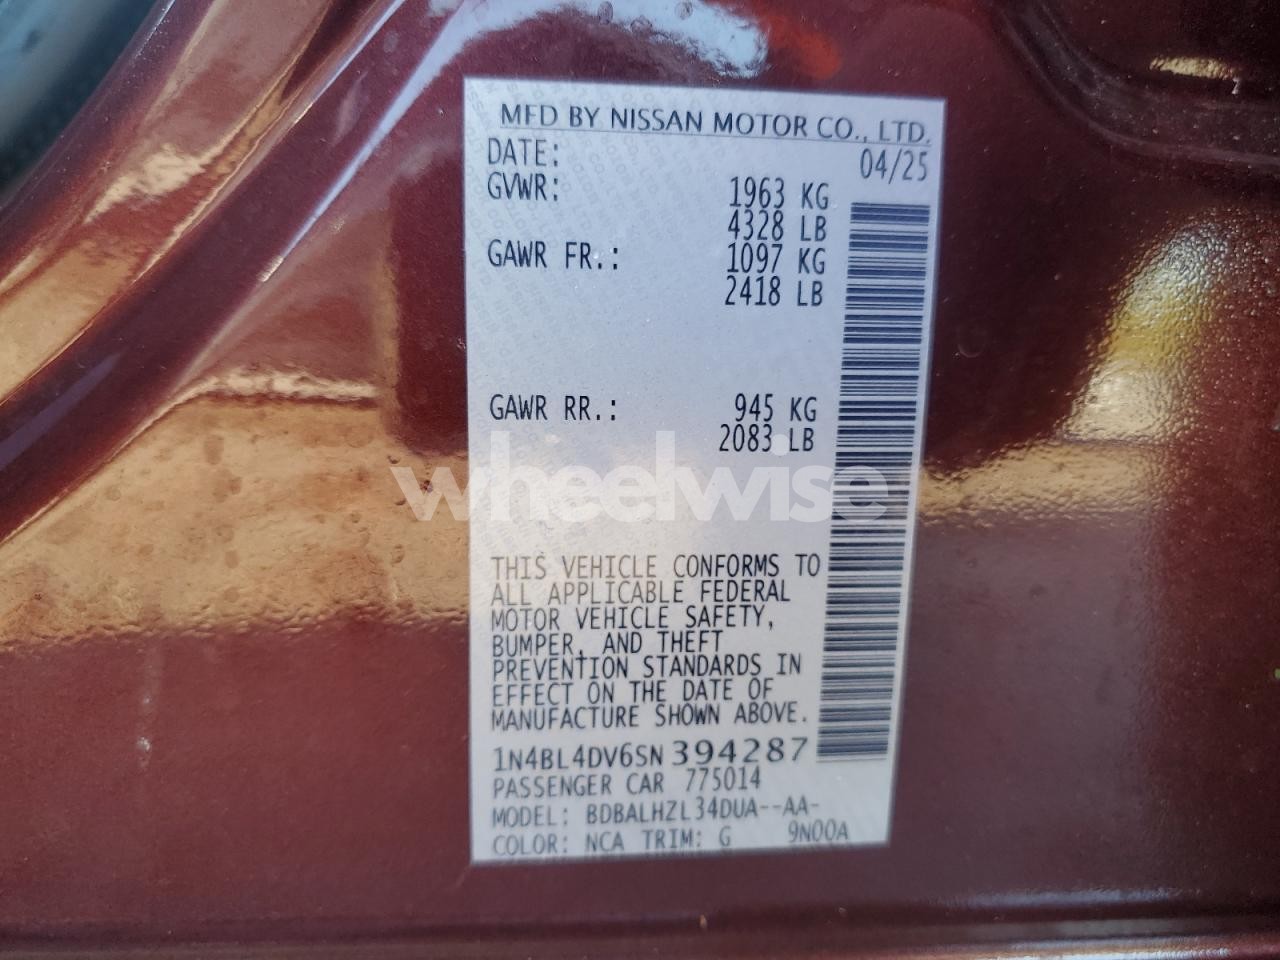 MFD BY NISSAN MOTOR CO., LTD.
DATE: 04/25
GVWR: 1963 KG
4328 LB
GAWR FR.: 1097 KG
2418 LB
GAWR RR.: 945 KG
2083 LB
wheelwise
THIS VEHICLE CONFORMS TO
ALL APPLICABLE FEDERAL
MOTOR VEHICLE SAFETY,
BUMPER, AND THEFT
PREVENTION STANDARDS IN
EFFECT ON THE DATE OF
MANUFACTURE SHOWN ABOVE.
1N4BL4DV6SN 394287
PASSENGER CAR 775014
MODEL: BDBALHZL34DUA--AA-
COLOR: NCA TRIM: G 9N00A